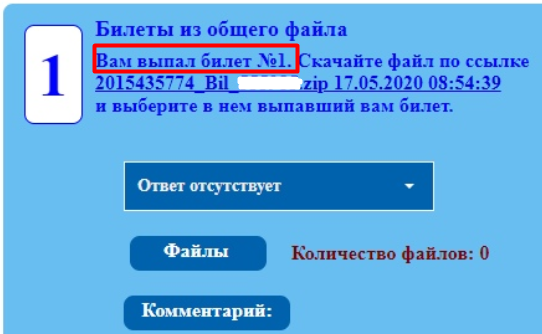 Билеты из общего файла
1
Вам выпал билет №1. Скачайте файл по ссылке
2015435774_Bil_ .zip 17.05.2020 08:54:39
и выберите в нем выпавший вам билет.
Ответ отсутствует
Файлы
Количество файлов: 0
Комментарий: